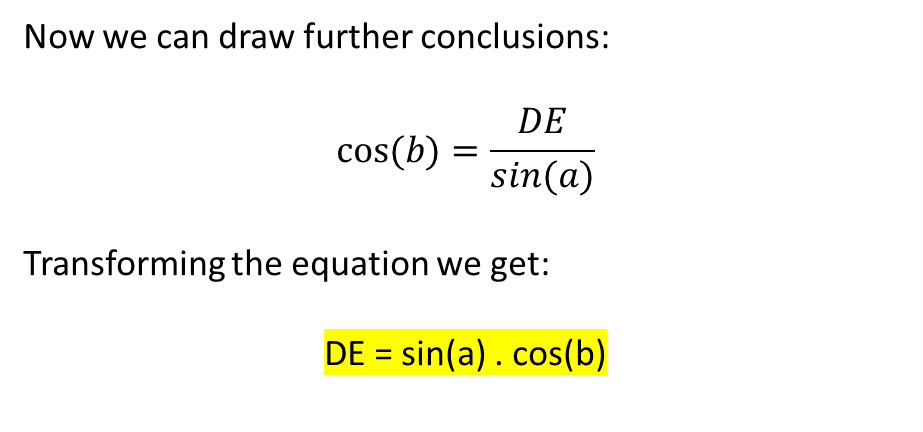 Now we can draw further conclusions:
cos(b) = DE / sin(a)
Transforming the equation we get:
DE = sin(a) . cos(b)